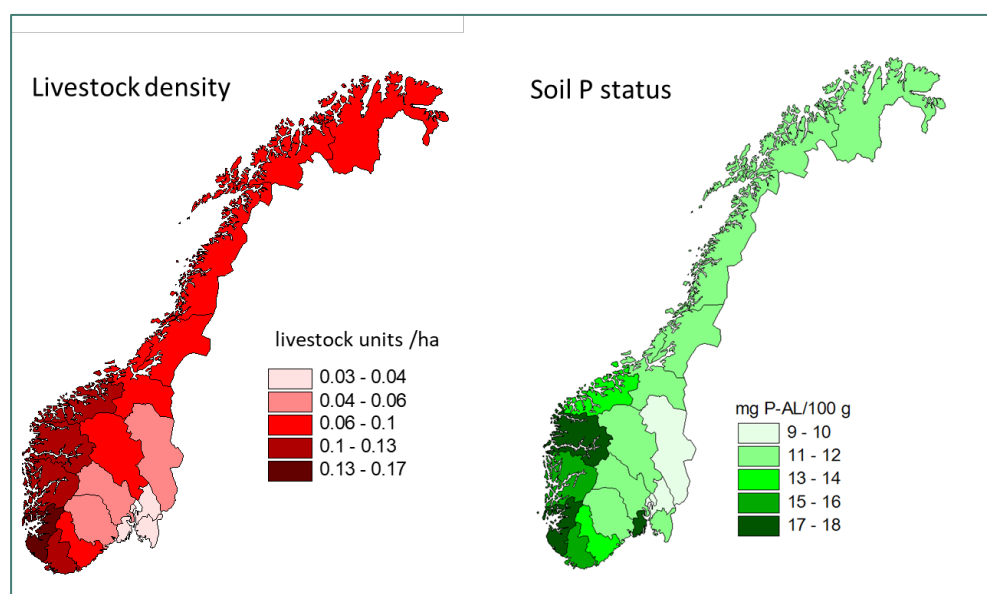 Livestock density
livestock units /ha
0.03 - 0.04
0.04 - 0.06
0.06 - 0.1
0.1 - 0.13
0.13 - 0.17
Soil P status
mg P-AL/100 g
9 - 10
11 - 12
13 - 14
15 - 16
17 - 18